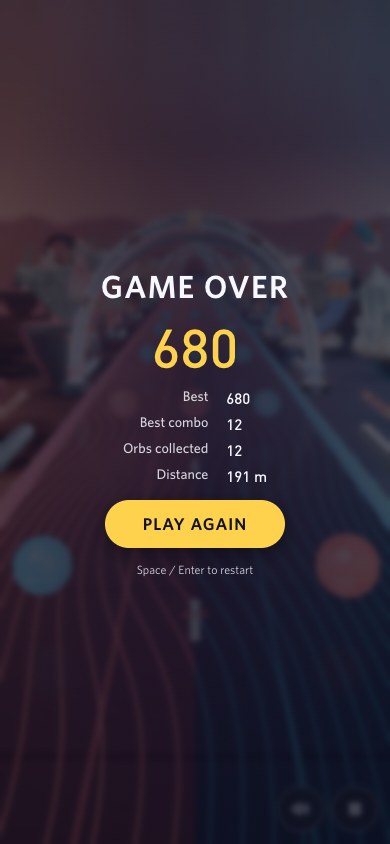 GAME OVER
680
Best 680
Best combo 12
Orbs collected 12
Distance 191 m
PLAY AGAIN
Space / Enter to restart